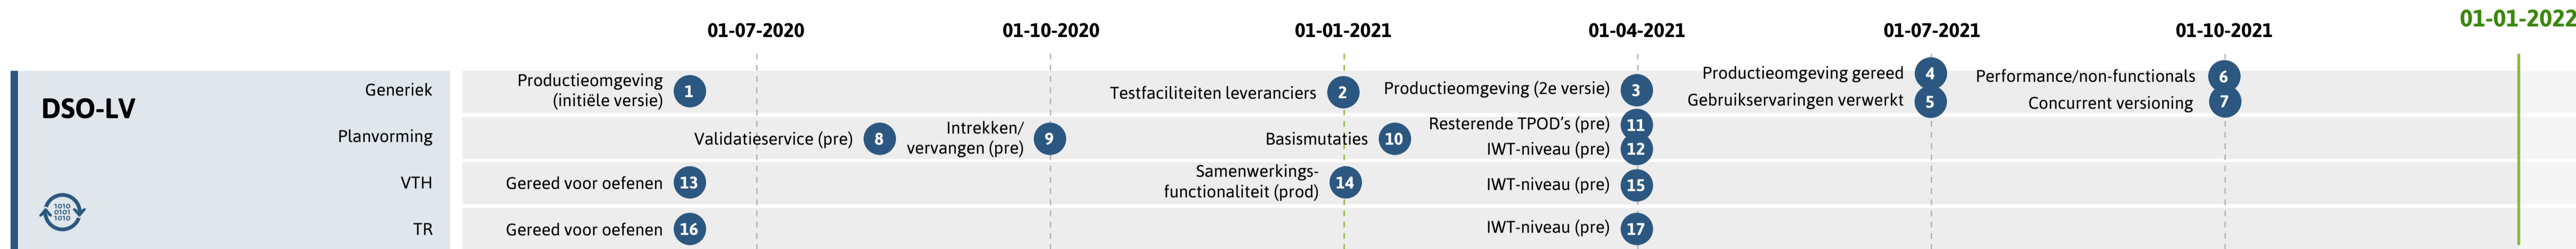 01-07-2020
01-10-2020
01-01-2021
01-04-2021
01-07-2021
01-10-2021
01-01-2022
DSO-LV
Generiek
Productieomgeving
(initiële versie)
1
Testfaciliteiten leveranciers
2
Productieomgeving (2e versie)
3
Productieomgeving gereed
4
Gebruikservaringen verwerkt
5
Performance/non-functionals
6
Concurrent versioning
7
Planvorming
Validatieservice (pre)
8
Intrekken/
vervangen (pre)
9
Basismutaties
10
Resterende TPOD’s (pre)
11
IWT-niveau (pre)
12
VTH
Gereed voor oefenen
13
Samenwerkings-
functionaliteit (prod)
14
IWT-niveau (pre)
15
1010
0101
1010
TR
Gereed voor oefenen
16
IWT-niveau (pre)
17